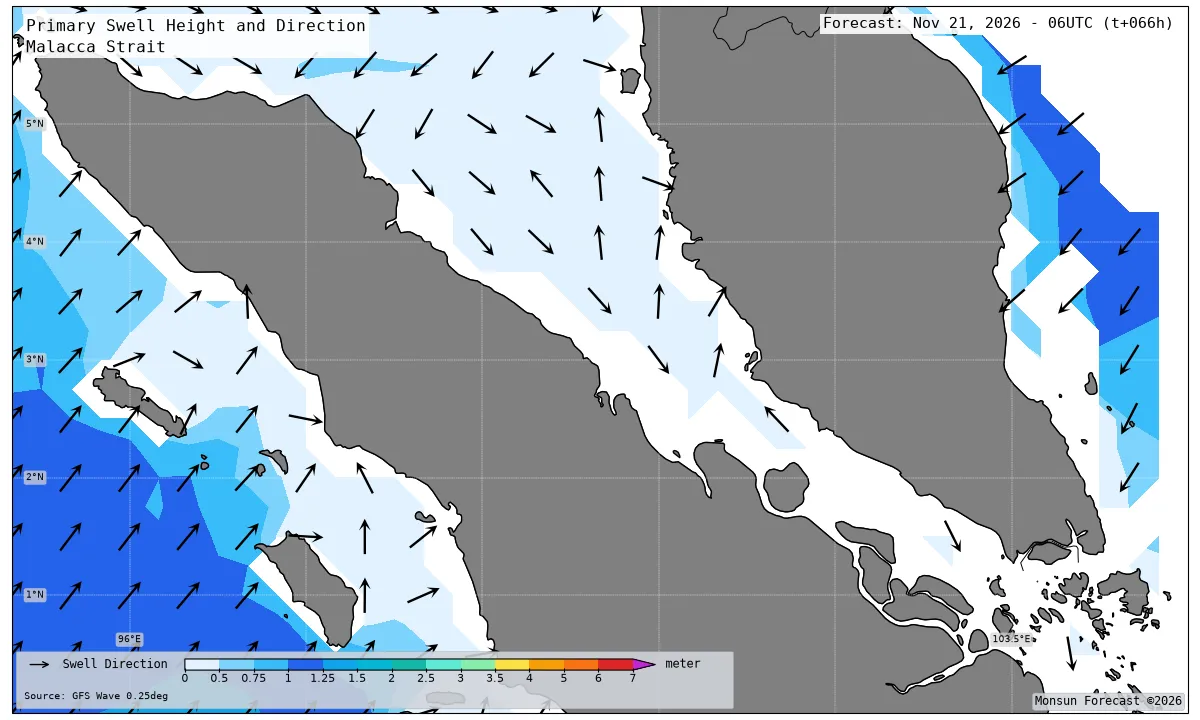 Primary Swell Height and Direction
Malacca Strait
Forecast: Nov 21, 2026 - 06UTC (t+066h)
5°N
4°N
3°N
2°N
1°N
96°E
103.5°E
Swell Direction
meter
0 0.5 0.75 1 1.25 1.5 2 2.5 3 3.5 4 5 6 7
Source: GFS Wave 0.25deg
Monsun Forecast ©2026